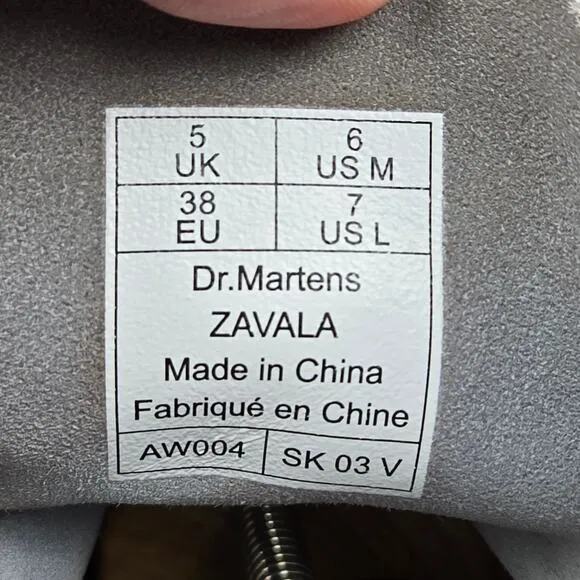 5 6
UK US M
38 7
EU US L
Dr.Martens
ZAVALA
Made in China
Fabriqué en Chine
AW004 SK 03 V